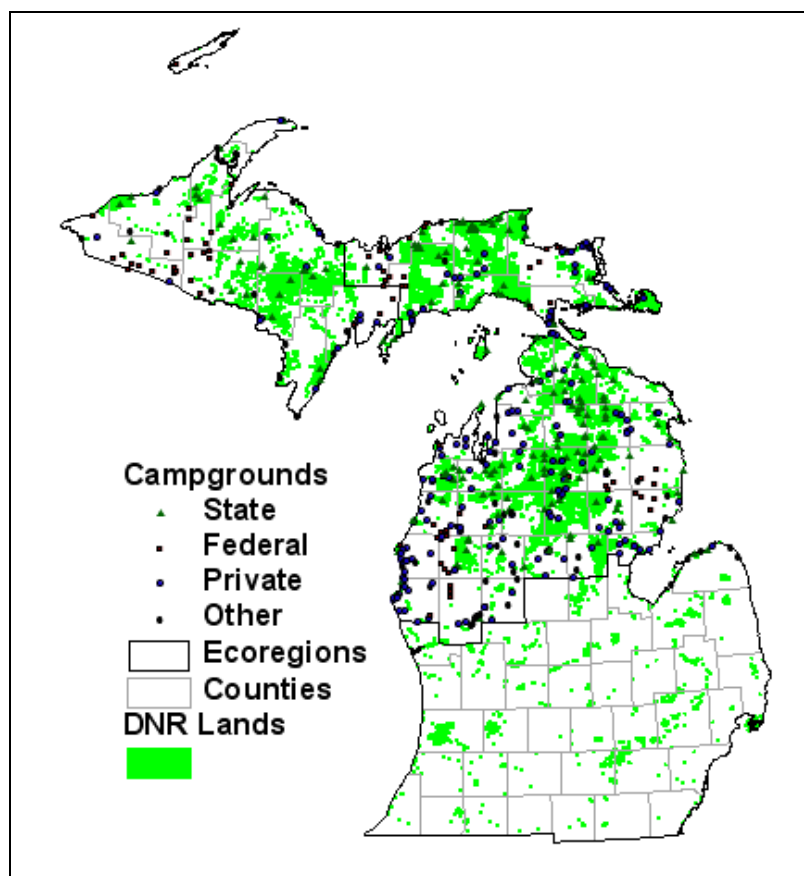 Campgrounds
State
Federal
Private
Other
Ecoregions
Counties
DNR Lands